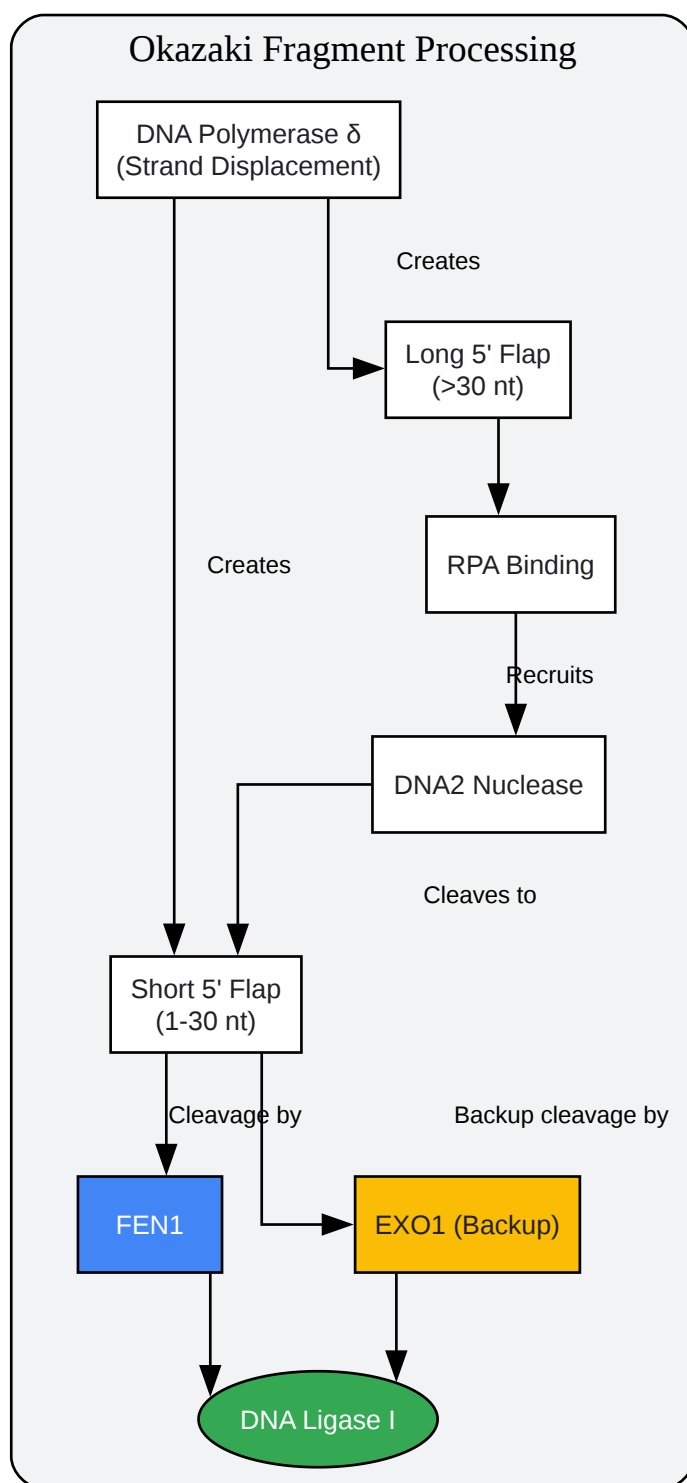 Okazaki Fragment Processing
DNA Polymerase δ
(Strand Displacement)
Creates
Long 5' Flap
(>30 nt)
RPA Binding
Creates
Recruits
DNA2 Nuclease
Cleaves to
Short 5' Flap
(1-30 nt)
Cleavage by
Backup cleavage by
FEN1
EXO1 (Backup)
DNA Ligase I